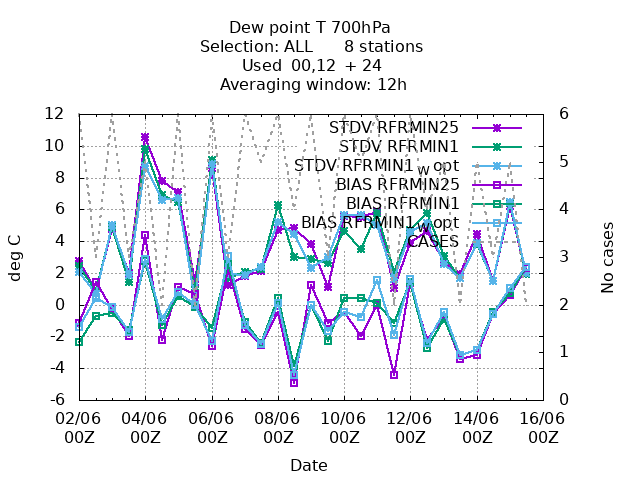 Dew point T 700hPa
Selection: ALL 8 stations
Used 00,12 + 24
Averaging window: 12h
12 6
STDV RFRMIN25
10 STDV RFRMIN1
STDV RFRMIN1_w_opt 5
8 BIAS RFRMIN25
BIAS RFRMIN1
6 4
BIAS RFRMIN1_w_opt
4 CASES
3
2
0 2
-2
1
-4
-6 0
deg C
No cases
02/06 04/06 06/06 08/06 10/06 12/06 14/06 16/06
00Z 00Z 00Z 00Z 00Z 00Z 00Z 00Z
Date